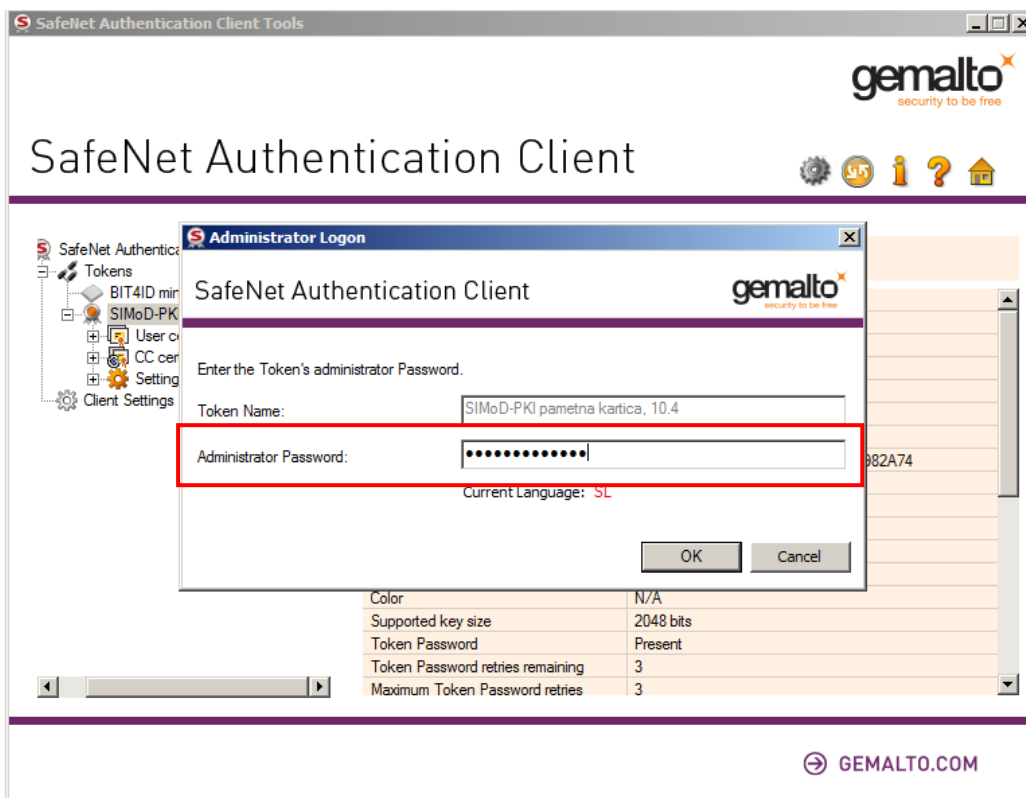 SafeNet Authentication Client Tools
gemalto
security to be free
SafeNet Authentication Client
SafeNet Authentica
Tokens
BIT4ID min
SIMoD-PKI
User c
CC cer
Setting
Client Settings
Administrator Logon
SafeNet Authentication Client
gemalto
security to be free
Enter the Token's administrator Password.
Token Name:
SIMoD-PKI pametna kartica, 10.4
Administrator Password:
•••••••••••••
Current Language: SL
OK
Cancel
982A74
Color N/A
Supported key size 2048 bits
Token Password Present
Token Password retries remaining 3
Maximum Token Password retries 3
GEMALTO.COM